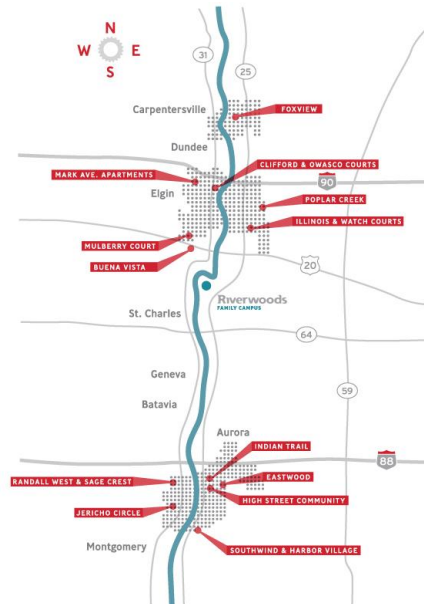 N
W E
S
31
25
Carpentersville
FOXVIEW
Dundee
CLIFFORD & OWASCO COURTS
MARK AVE. APARTMENTS
90
Elgin
POPLAR CREEK
ILLINOIS & WATCH COURTS
MULBERRY COURT
BUENA VISTA
20
Riverwoods
FAMILY CAMPUS
St. Charles
64
Geneva
59
Batavia
Aurora
INDIAN TRAIL
88
RANDALL WEST & SAGE CREST
EASTWOOD
HIGH STREET COMMUNITY
JERICHO CIRCLE
Montgomery
SOUTHWIND & HARBOR VILLAGE